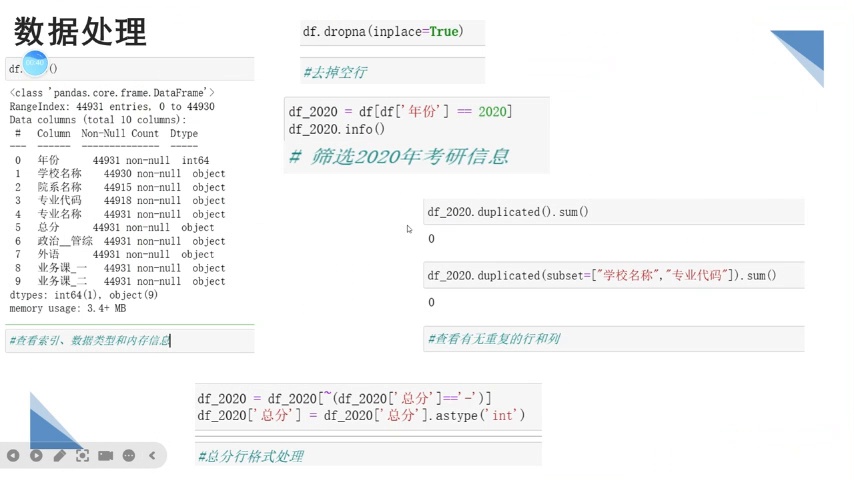 数据处理
00:40
df.
()
<class 'pandas.core.frame.DataFrame'>
RangeIndex: 44931 entries, 0 to 44930
Data columns (total 10 columns):
# Column Non-Null Count Dtype
--- ------ -------------- -----
0 年份 44931 non-null int64
1 学校名称 44930 non-null object
2 院系名称 44915 non-null object
3 专业代码 44918 non-null object
4 专业名称 44931 non-null object
5 总分 44931 non-null object
6 政治__管综 44931 non-null object
7 外语 44931 non-null object
8 业务课_一 44931 non-null object
9 业务课_二 44931 non-null object
dtypes: int64(1), object(9)
memory usage: 3.4+ MB
#查看索引、数据类型和内存信息
df.dropna(inplace=True)
#去掉空行
df_2020 = df[df['年份'] == 2020]
df_2020.info()
# 筛选2020年考研信息
df_2020.duplicated().sum()
0
df_2020.duplicated(subset=["学校名称","专业代码"]).sum()
0
#查看有无重复的行和列
df_2020 = df_2020[~(df_2020['总分']=='-')]
df_2020['总分'] = df_2020['总分'].astype('int')
#总分行格式处理